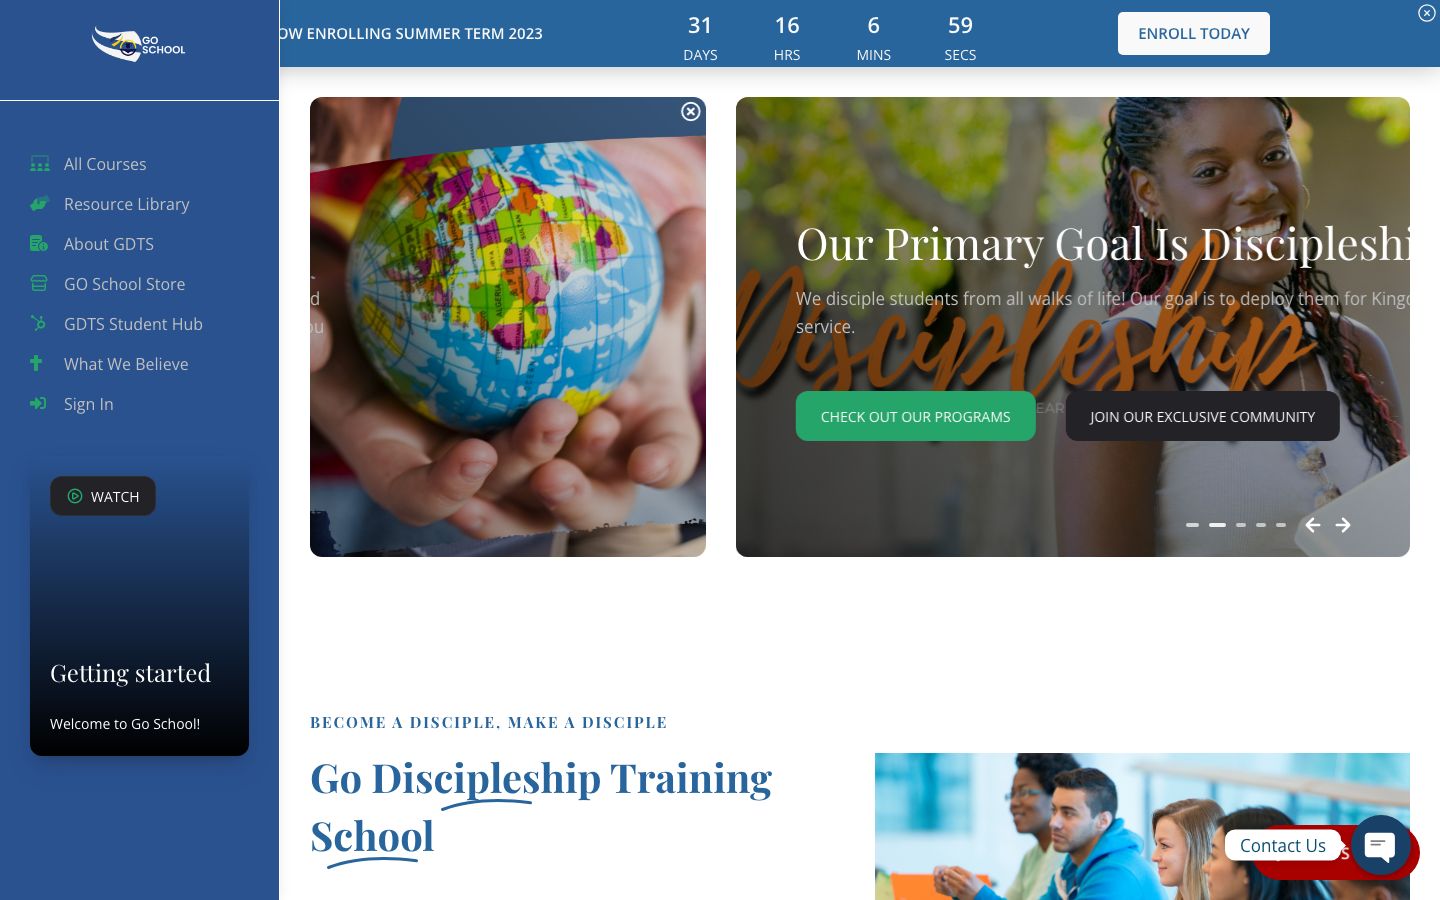 GO
SCHOOL
OW ENROLLING SUMMER TERM 2023
31
DAYS
16
HRS
6
MINS
59
SECS
ENROLL TODAY
All Courses
Resource Library
About GDTS
GO School Store
GDTS Student Hub
What We Believe
Sign In
WATCH
Getting started
Welcome to Go School!
d
ou
ALGERIA
Our Primary Goal Is Discipleshi
We disciple students from all walks of life! Our goal is to deploy them for Kingd
service.
Discipleship
EAR
CHECK OUT OUR PROGRAMS
JOIN OUR EXCLUSIVE COMMUNITY
BECOME A DISCIPLE, MAKE A DISCIPLE
Go Discipleship Training
School
Contact Us